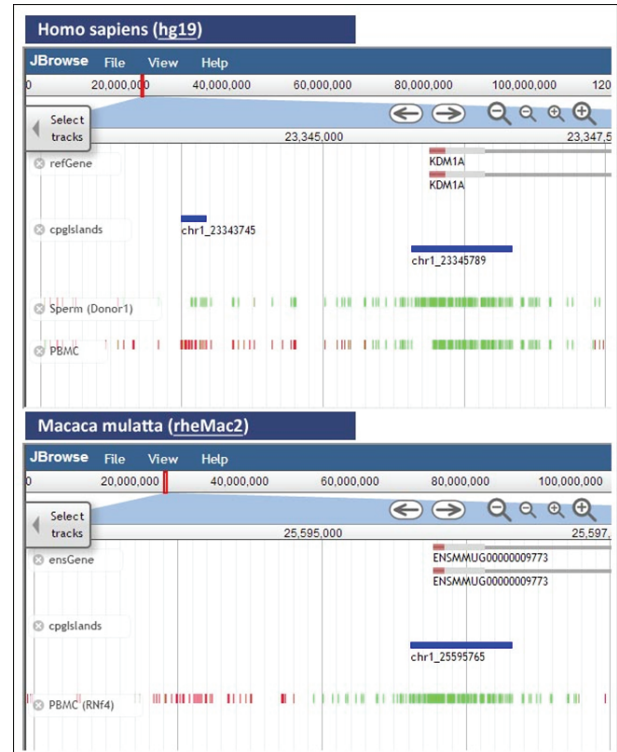 Homo sapiens (hg19)
JBrowse File View Help
0 20,000,000 40,000,000 60,000,000 80,000,000 100,000,000 120
Select
tracks
23,345,000 23,347,5
refGene
KDM1A
KDM1A
cpgIslands
chr1_23343745
chr1_23345789
Sperm (Donor1)
PBMC
Macaca mulatta (rheMac2)
JBrowse File View Help
0 20,000,000 40,000,000 60,000,000 80,000,000 100,000,000
Select
tracks
25,595,000 25,597,
ensGene
ENSMMUG00000009773
ENSMMUG00000009773
cpgIslands
chr1_25595765
PBMC (RNf4)